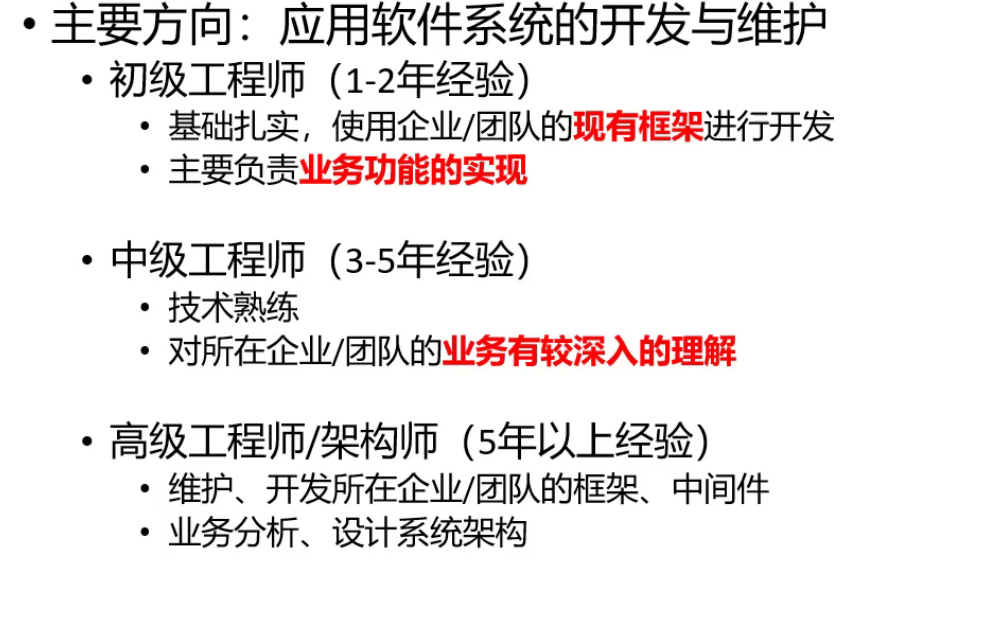 • 主要方向：应用软件系统的开发与维护
• 初级工程师（1-2年经验）
• 基础扎实，使用企业/团队的现有框架进行开发
• 主要负责业务功能的实现
• 中级工程师（3-5年经验）
• 技术熟练
• 对所在企业/团队的业务有较深入的理解
• 高级工程师/架构师（5年以上经验）
• 维护、开发所在企业/团队的框架、中间件
• 业务分析、设计系统架构